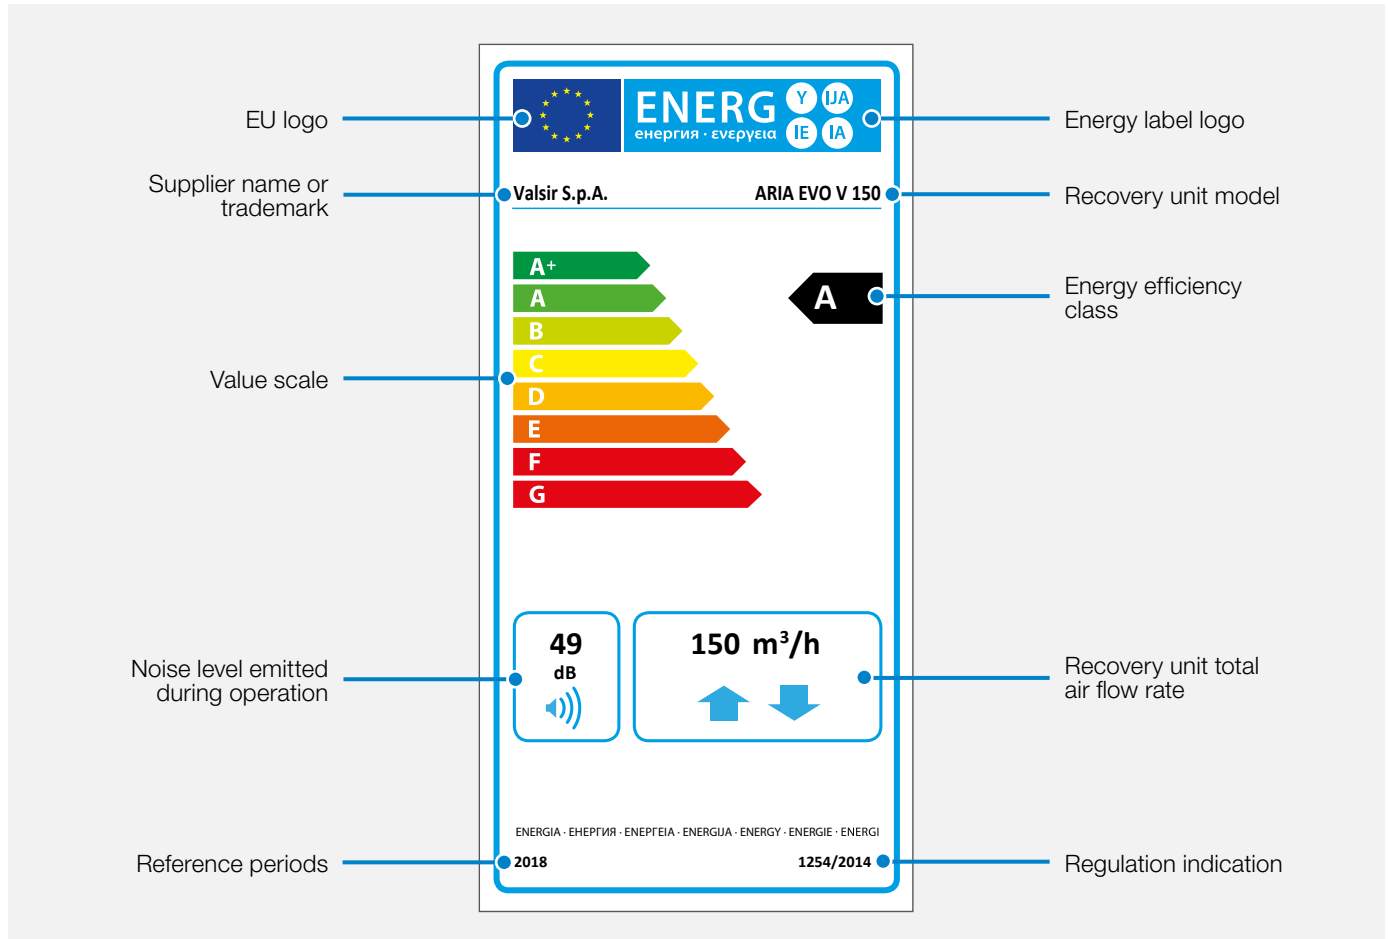 EU logo
ENERG
Y
IJA
IE
IA
енергия · ενεργεια
Energy label logo
Supplier name or
trademark
Valsir S.p.A.
ARIA EVO V 150
Recovery unit model
A+
A
B
C
D
E
F
G
A
Energy efficiency
class
Value scale
Noise level emitted
during operation
49
dB
150 m³/h
Recovery unit total
air flow rate
ENERGIA · ЕНЕРГИЯ · ΕΝΕΡΓΕΙΑ · ENERGIJA · ENERGY · ENERGIE · ENERGI
Reference periods
2018
1254/2014
Regulation indication